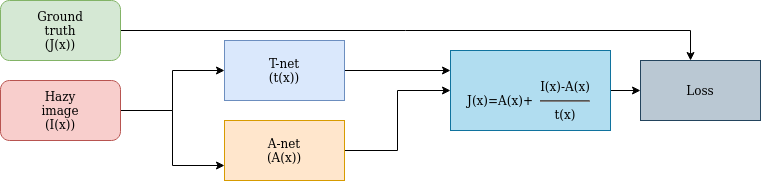 Ground
truth
(J(x))
Hazy
image
(I(x))
T-net
(t(x))
A-net
(A(x))
J(x)=A(x)+
I(x)-A(x)
t(x)
Loss